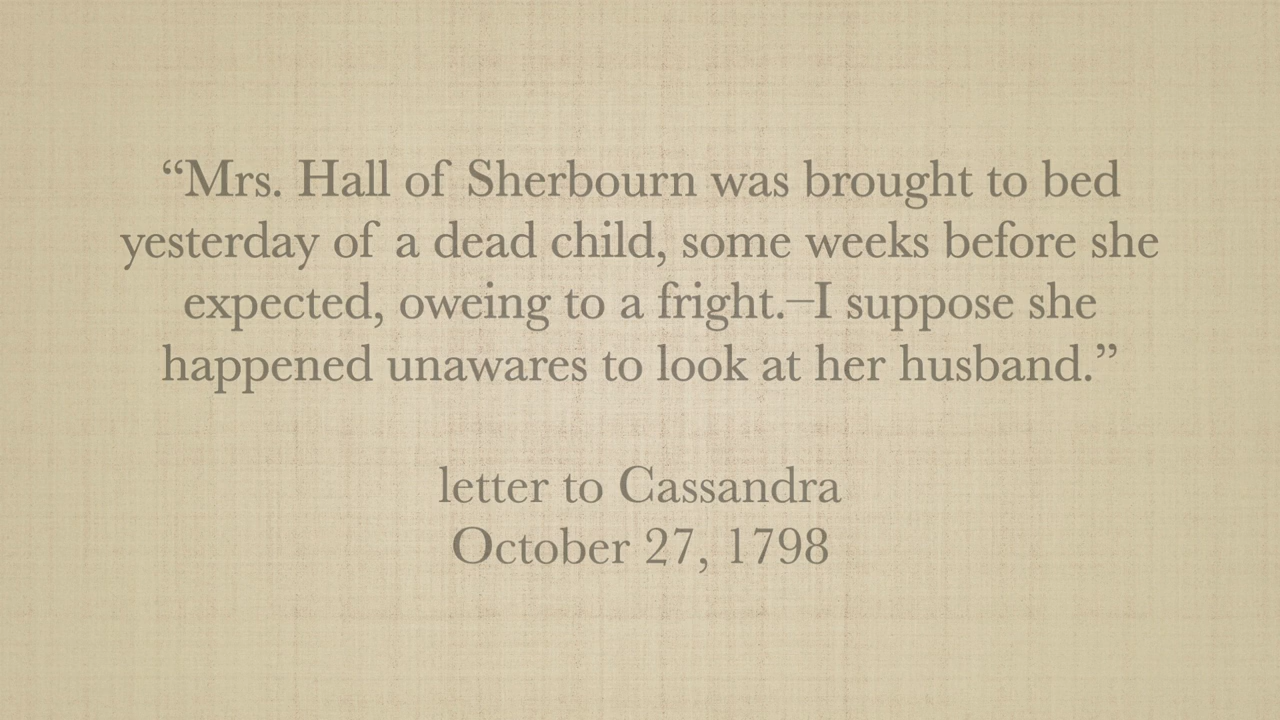 “Mrs. Hall of Sherbourn was brought to bed
yesterday of a dead child, some weeks before she
expected, oweing to a fright.–I suppose she
happened unawares to look at her husband.”
letter to Cassandra
October 27, 1798